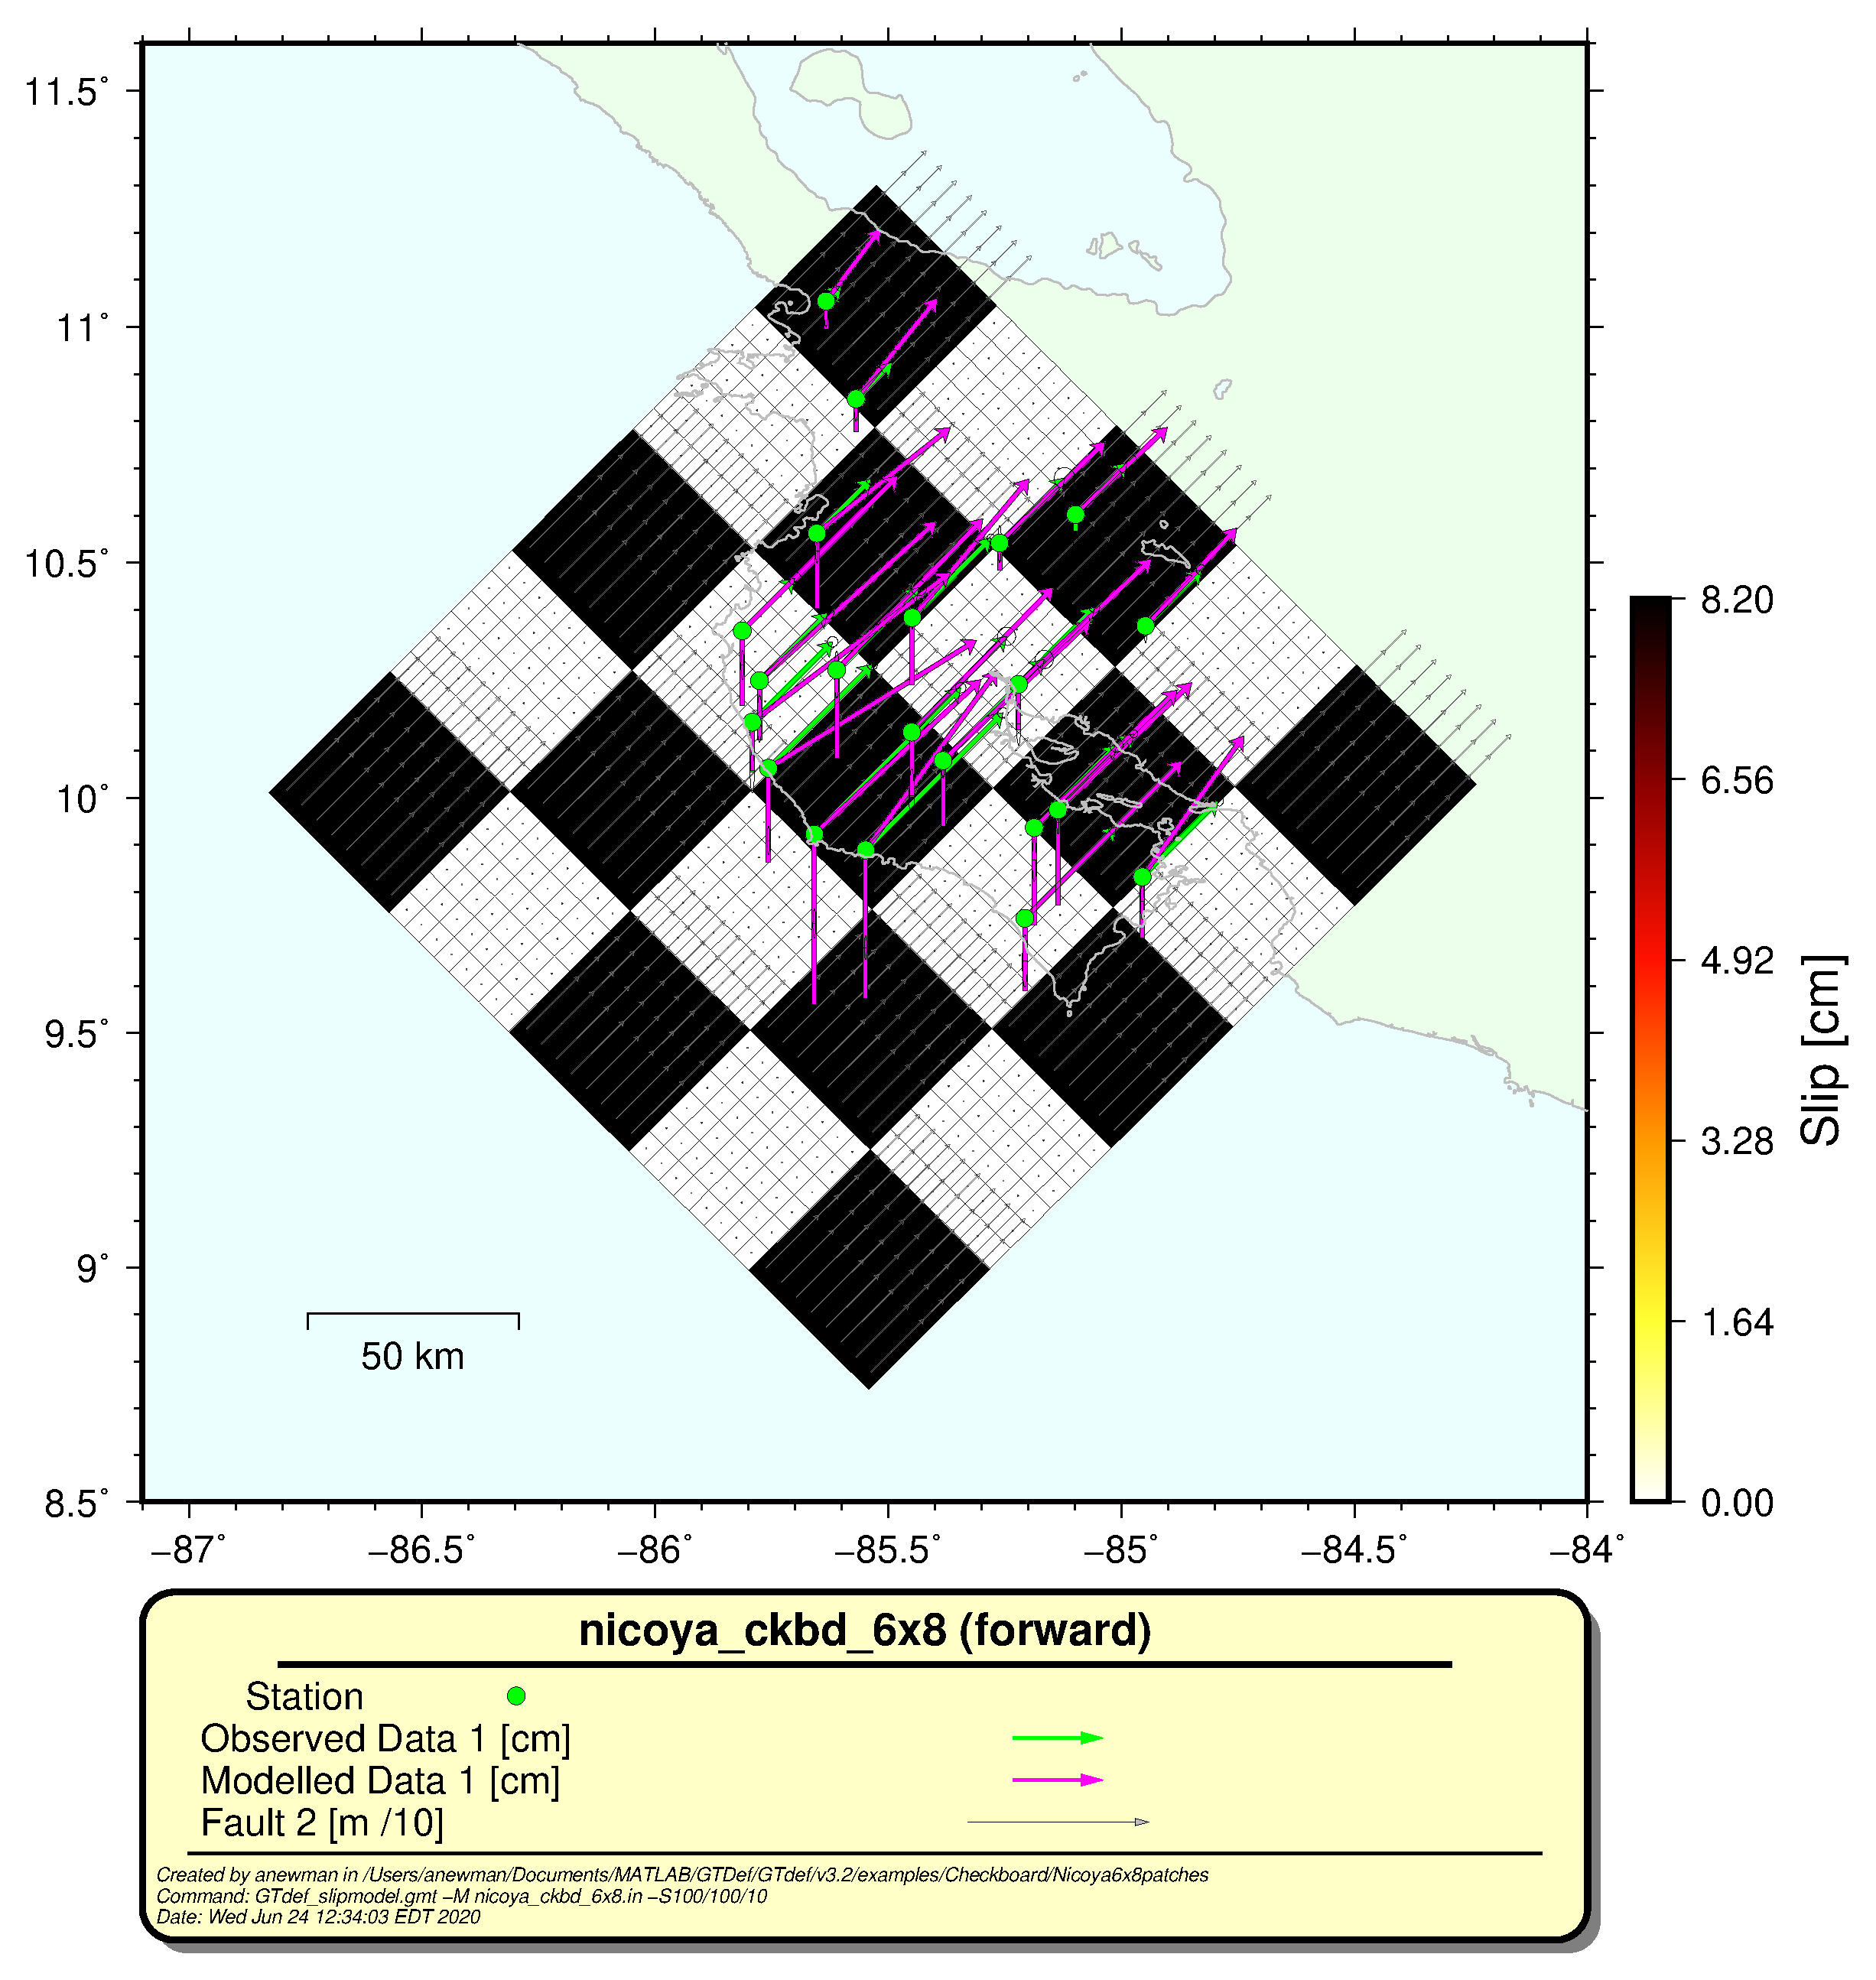 11.5°
11°
10.5°
10°
9.5°
9°
8.5°
−87°
−86.5°
−86°
−85.5°
−85°
−84.5°
−84°
50 km
8.20
6.56
4.92
3.28
1.64
0.00
Slip [cm]
nicoya_ckbd_6x8 (forward)
Station
Observed Data 1 [cm]
Modelled Data 1 [cm]
Fault 2 [m /10]
Created by anewman in /Users/anewman/Documents/MATLAB/GTDef/GTdef/v3.2/examples/Checkboard/Nicoya6x8patches
Command: GTdef_slipmodel.gmt −M nicoya_ckbd_6x8.in −S100/100/10
Date: Wed Jun 24 12:34:03 EDT 2020